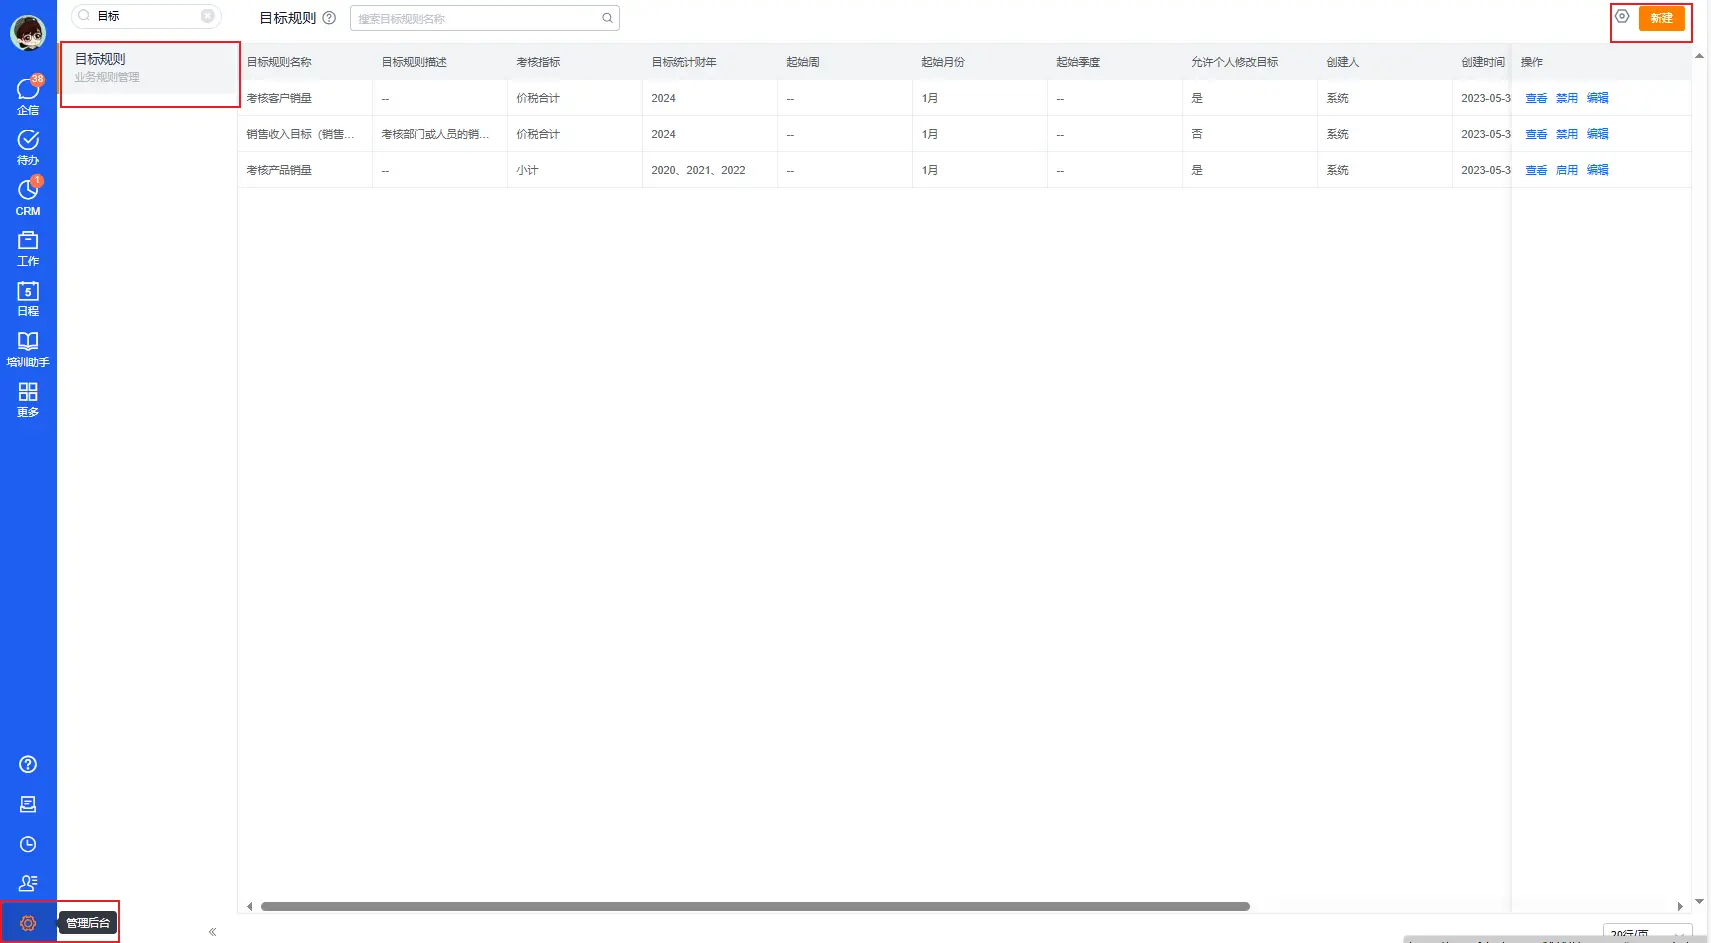 38
企信
待办
1
CRM
工作
5
日程
培训助手
更多
管理后台
目标
目标规则
业务规则管理
目标规则
搜索目标规则名称
新建
目标规则名称 目标规则描述 考核指标 目标统计财年 起始周 起始月份 起始季度 允许个人修改目标 创建人 创建时间 操作
考核客户销量 -- 价税合计 2024 -- 1月 -- 是 系统 2023-05-3 查看 禁用 编辑
销售收入目标（销售... 考核部门或人员的销... 价税合计 2024 -- 1月 -- 否 系统 2023-05-3 查看 禁用 编辑
考核产品销量 -- 小计 2020、2021、2022 -- 1月 -- 是 系统 2023-05-3 查看 启用 编辑
20行/页